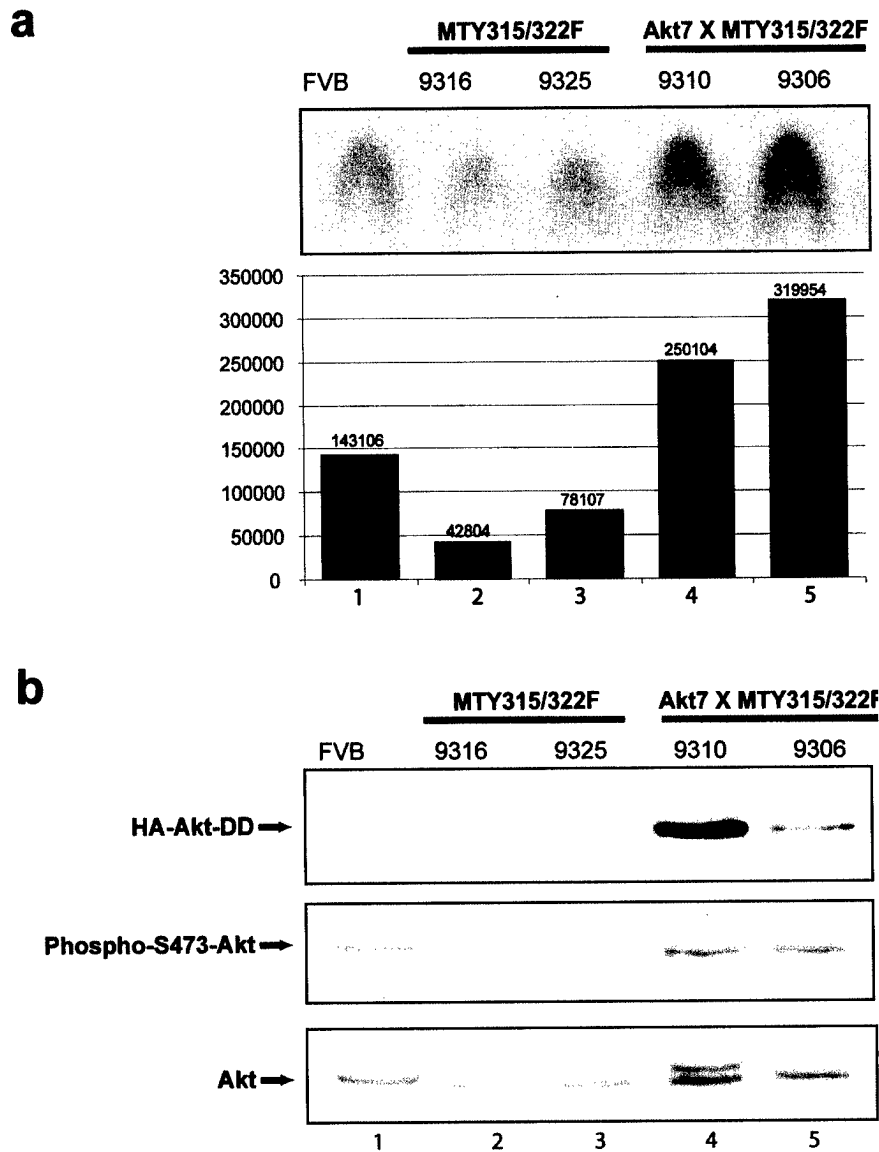 a
MTY315/322F Akt7 X MTY315/322F
FVB 9316 9325 9310 9306
350000
300000
250000
200000
150000
100000
50000
0
143106 42804 78107 250104 319954
1 2 3 4 5
b
MTY315/322F Akt7 X MTY315/322F
FVB 9316 9325 9310 9306
HA-Akt-DD
Phospho-S473-Akt
Akt
1 2 3 4 5